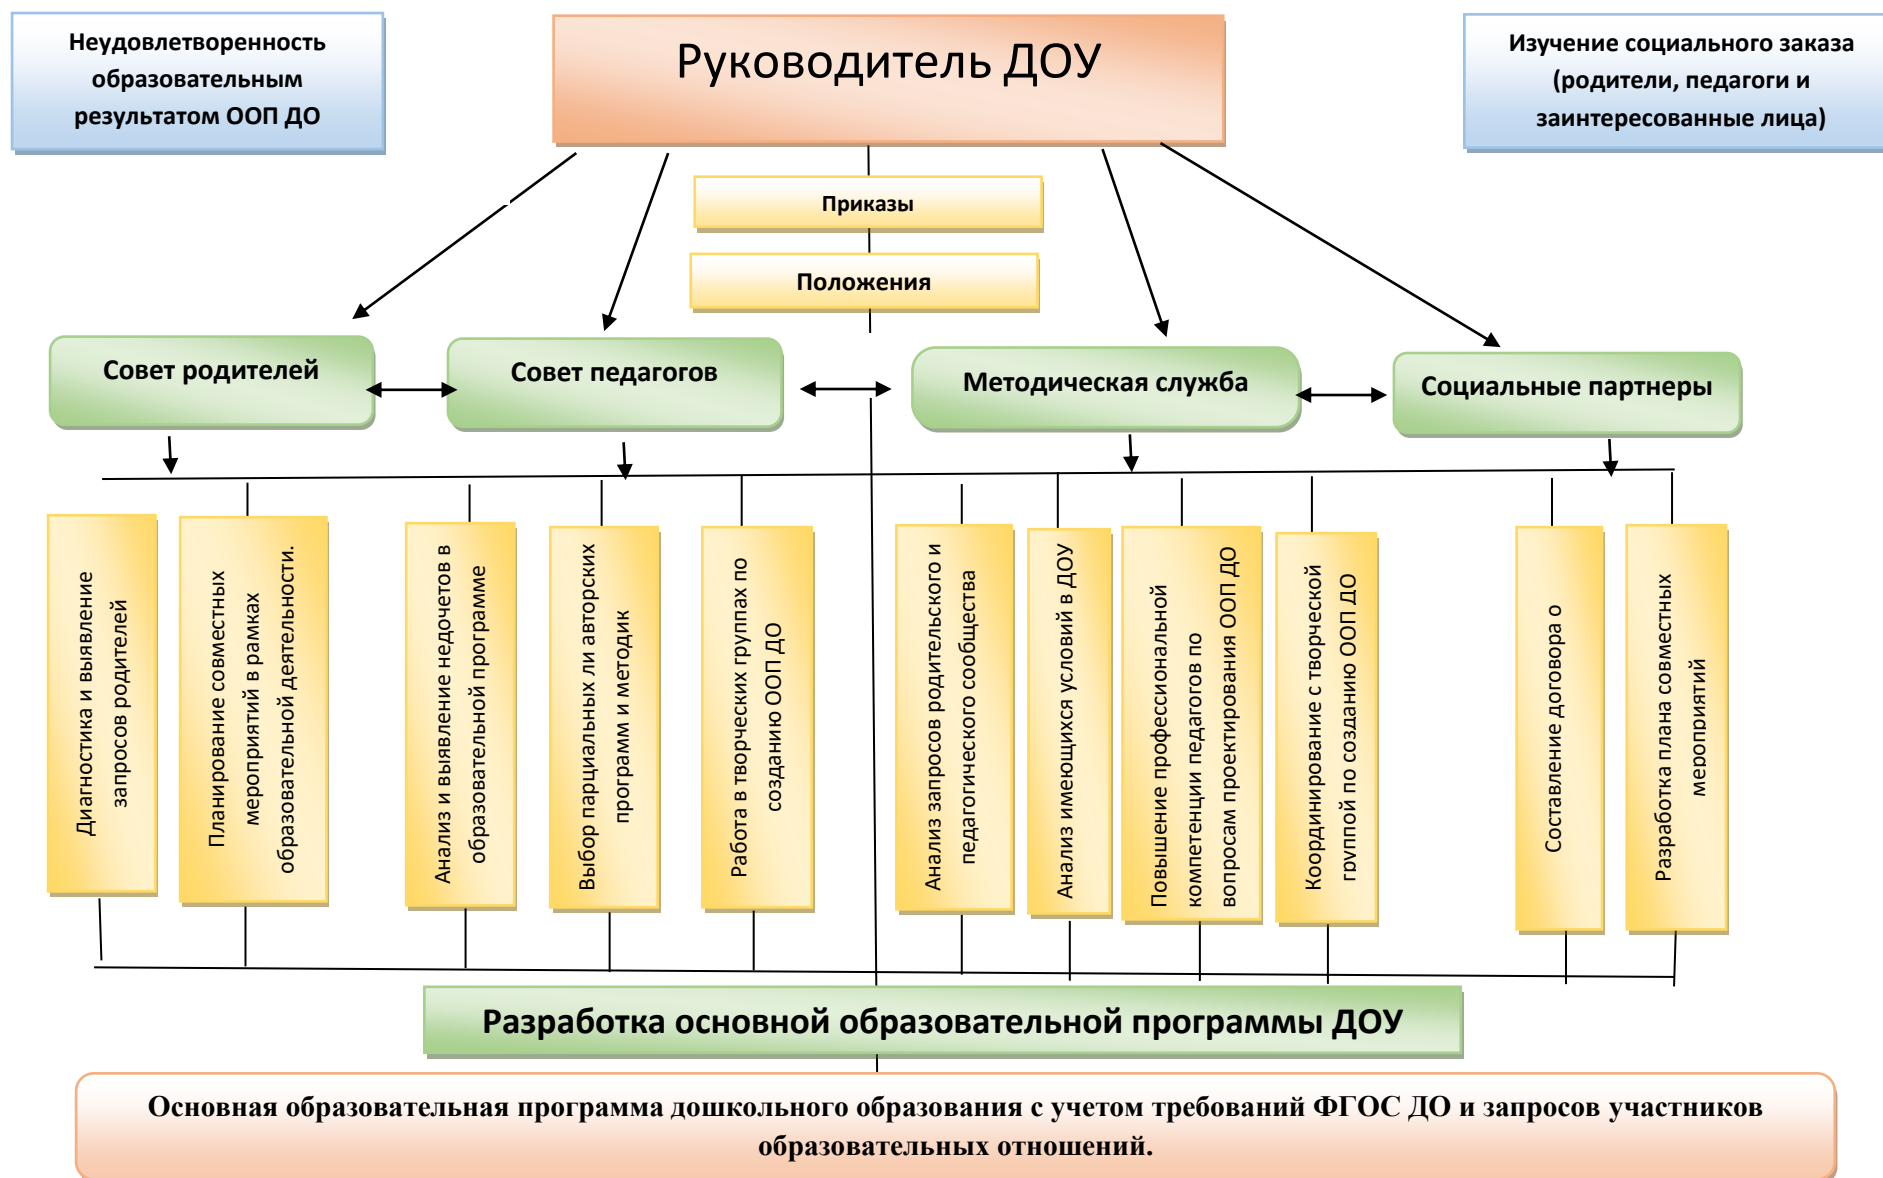 Неудовлетворенность
образовательным
результатом ООП ДО
Руководитель ДОУ
Изучение социального заказа
(родители, педагоги и
заинтересованные лица)
Приказы
Положения
Совет родителей
Совет педагогов
Методическая служба
Социальные партнеры
Диагностика и выявление
запросов родителей
Планирование совместных
мероприятий в рамках
образовательной деятельности.
Анализ и выявление недочетов в
образовательной программе
Выбор парциальных ли авторских
программ и методик
Работа в творческих группах по
созданию ООП ДО
Анализ запросов родительского и
педагогического сообщества
Анализ имеющихся условий в ДОУ
Повышение профессиональной
компетенции педагогов по
вопросам проектирования ООП ДО
Координирование с творческой
группой по созданию ООП ДО
Составление договора о
Разработка плана совместных
мероприятий
Разработка основной образовательной программы ДОУ
Основная образовательная программа дошкольного образования с учетом требований ФГОС ДО и запросов участников
образовательных отношений.